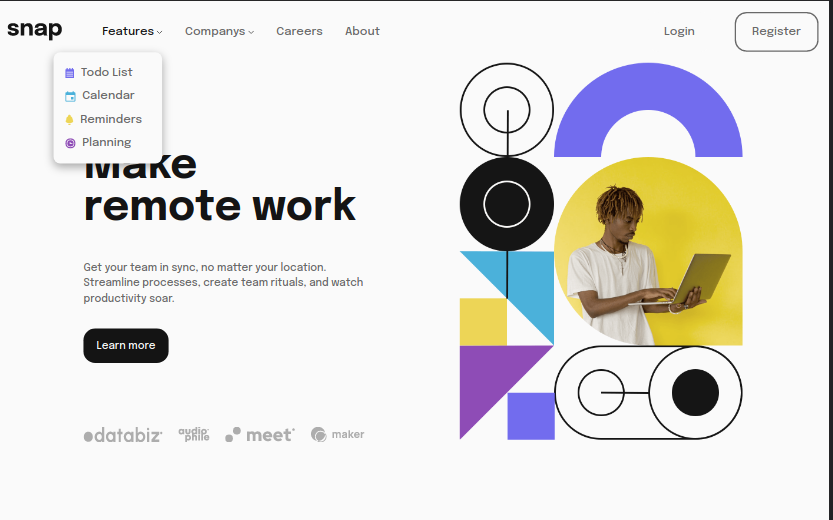 snap
Features
Companys
Careers
About
Login
Register
Todo List
Calendar
Reminders
Planning
Make
remote work
Get your team in sync, no matter your location.
Streamline processes, create team rituals, and watch
productivity soar.
Learn more
databiz
audio
phile
meet
maker